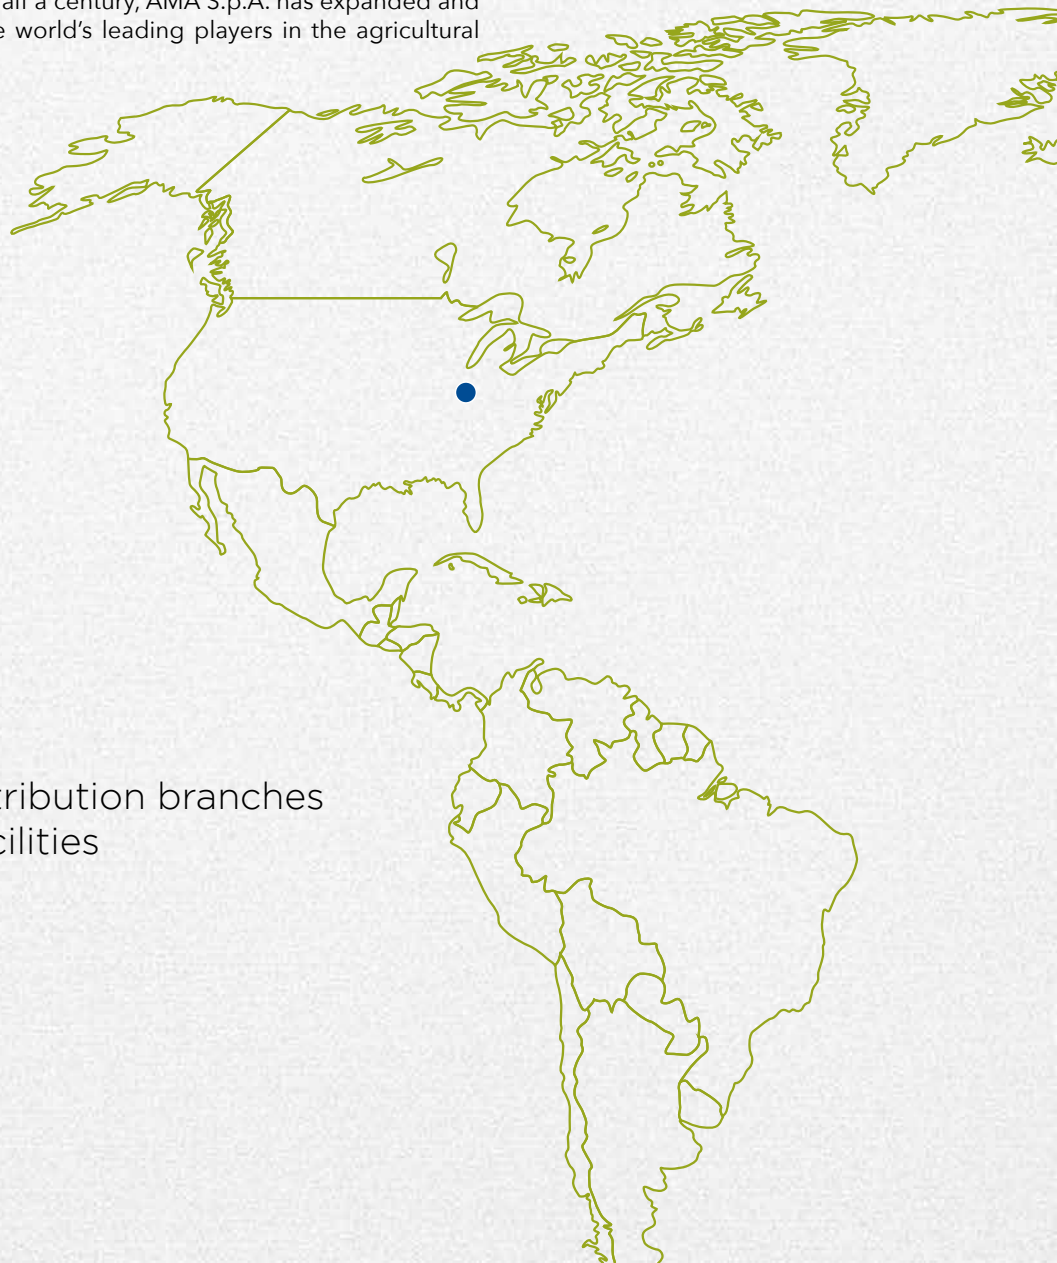 alf a century, AMA S.p.A. has expanded and
e world's leading players in the agricultural
tribution branches
cilities